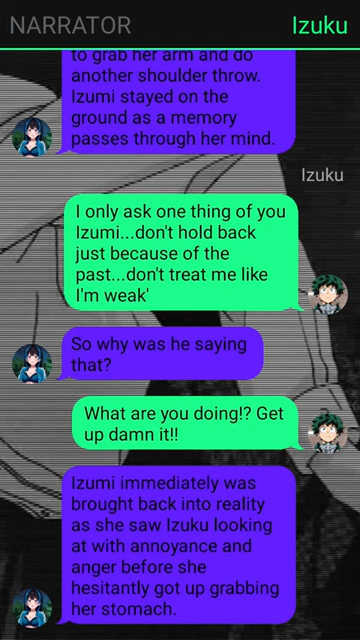 NARRATOR
Izuku
to grab her arm and do
another shoulder throw.
Izumi stayed on the
ground as a memory
passes through her mind.
Izuku
I only ask one thing of you
Izumi...don't hold back
just because of the
past...don't treat me like
I'm weak'
So why was he saying
that?
What are you doing!? Get
up damn it!!
Izumi immediately was
brought back into reality
as she saw Izuku looking
at with annoyance and
anger before she
hesitantly got up grabbing
her stomach.